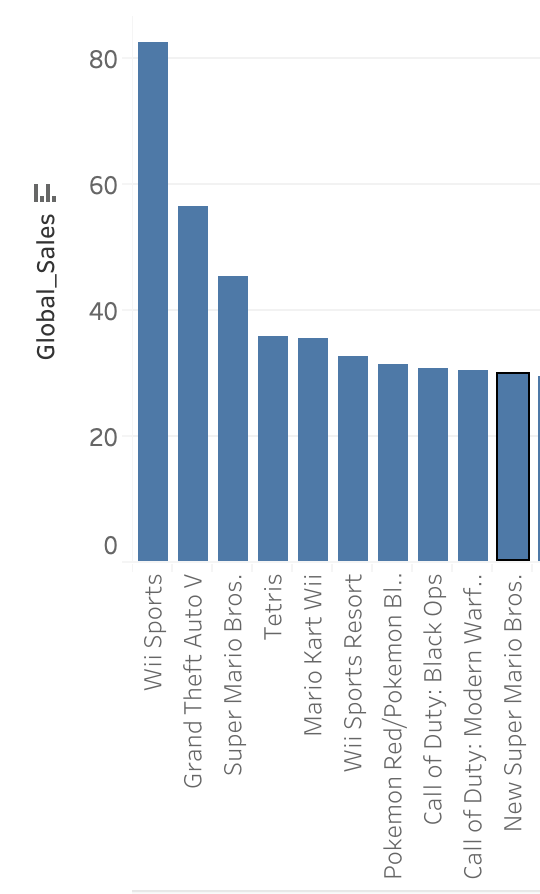 Global_Sales
80
60
40
20
0
Wii Sports
Grand Theft Auto V
Super Mario Bros.
Tetris
Mario Kart Wii
Wii Sports Resort
Pokemon Red/Pokemon Bl..
Call of Duty: Black Ops
Call of Duty: Modern Warf..
New Super Mario Bros.